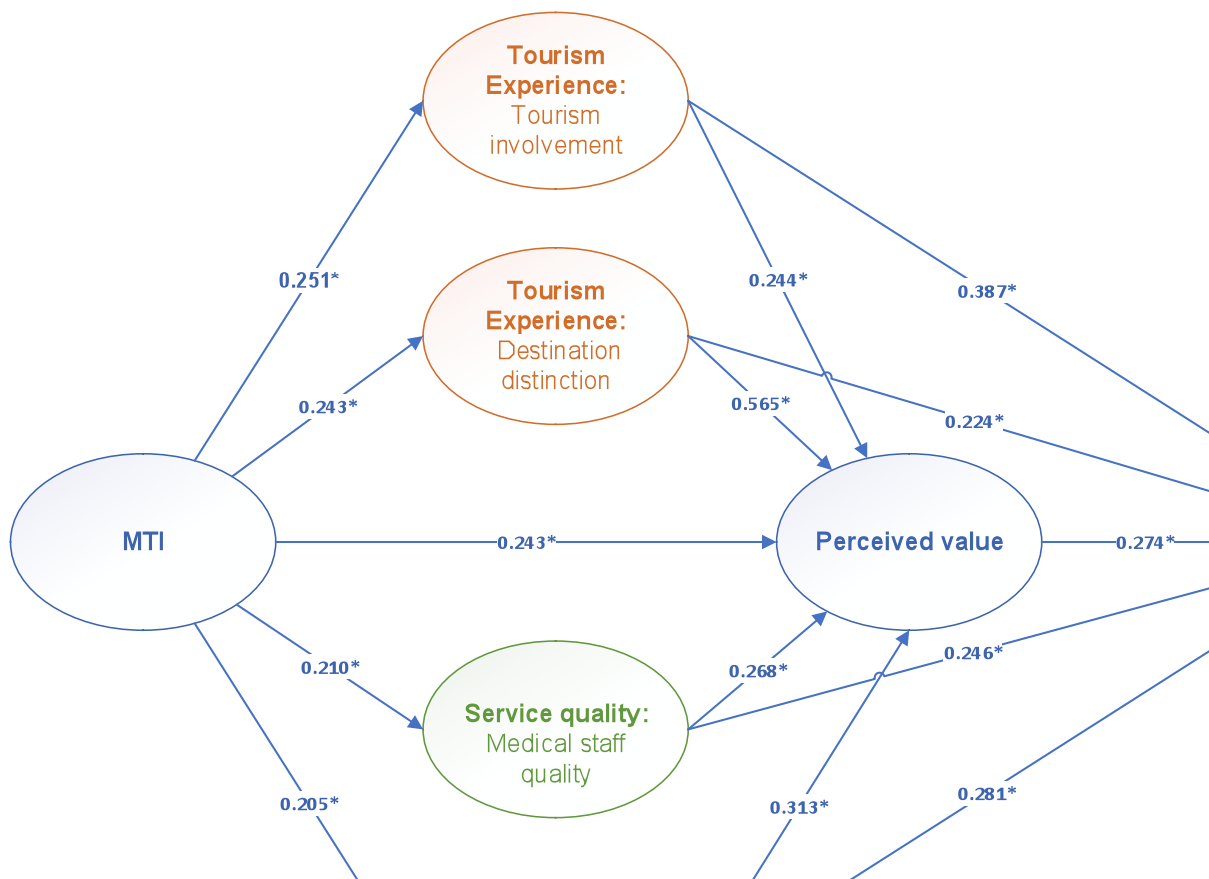 Tourism
Experience:
Tourism
involvement
0.251*
0.244*
0.387*
Tourism
Experience:
Destination
distinction
0.243*
0.565*
0.224*
MTI
0.243*
Perceived value
0.274*
0.210*
0.268*
0.246*
Service quality:
Medical staff
quality
0.205*
0.313*
0.281*